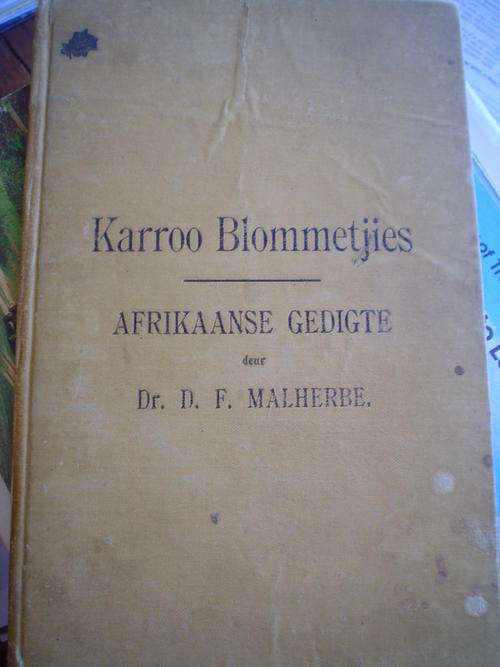 Karroo Blommetjies
AFRIKAANSE GEDIGTE
deur
Dr. D. F. MALHERBE.